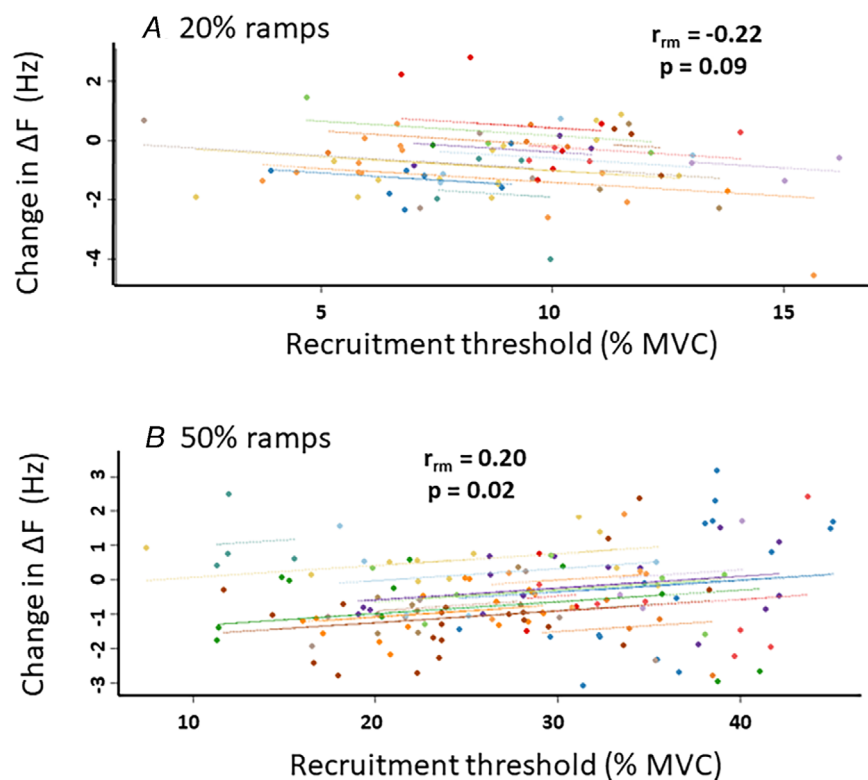 A 20% ramps
r_rm = -0.22
p = 0.09
Change in ΔF (Hz)
2
0
-2
-4
5 10 15
Recruitment threshold (% MVC)
B 50% ramps
r_rm = 0.20
p = 0.02
Change in ΔF (Hz)
3
2
1
0
-1
-2
-3
10 20 30 40
Recruitment threshold (% MVC)